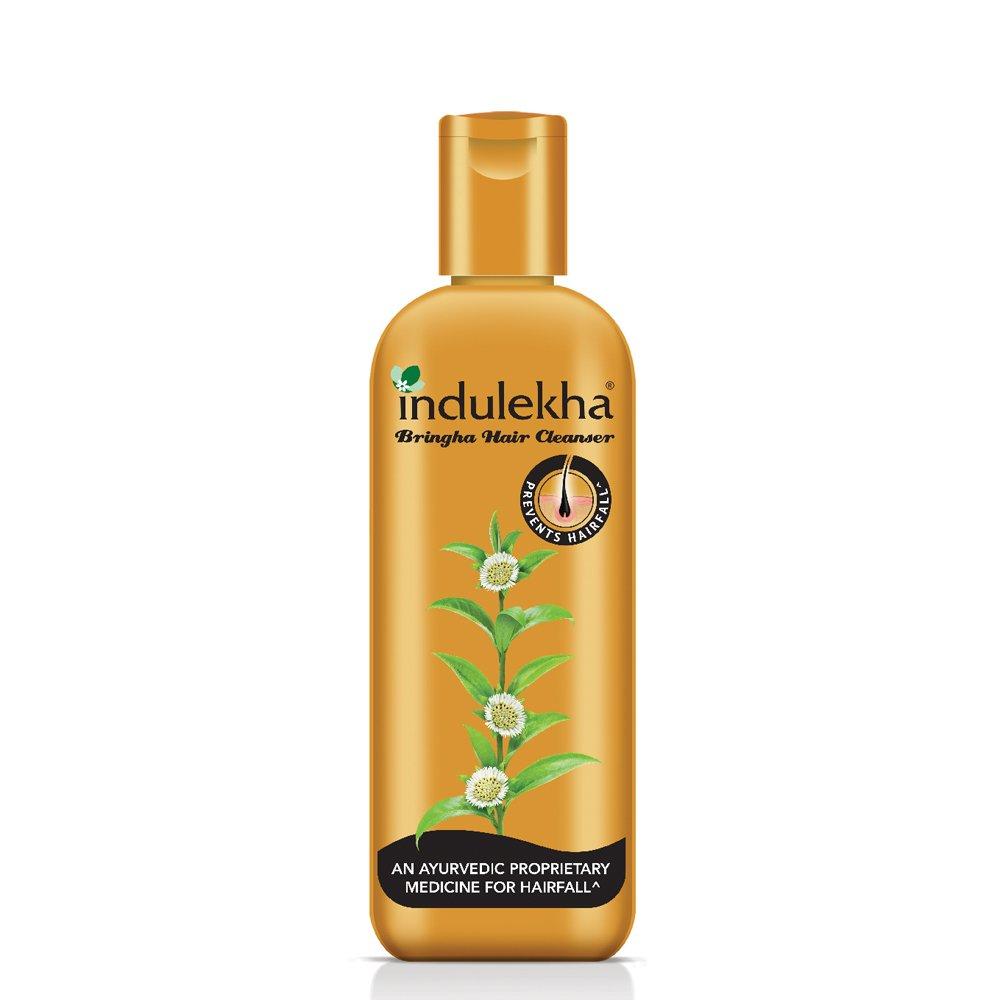 indulekha®
Bringha Hair Cleanser
PREVENTS HAIRFALL^
AN AYURVEDIC PROPRIETARY
MEDICINE FOR HAIRFALL^